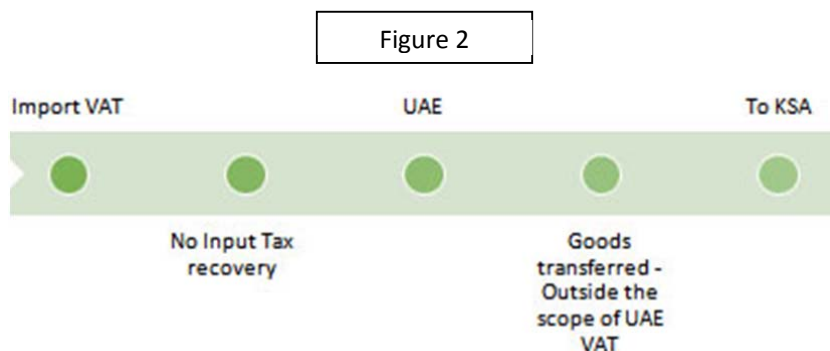 Figure 2
Import VAT
UAE
To KSA
No Input Tax
recovery
Goods
transferred -
Outside the
scope of UAE
VAT